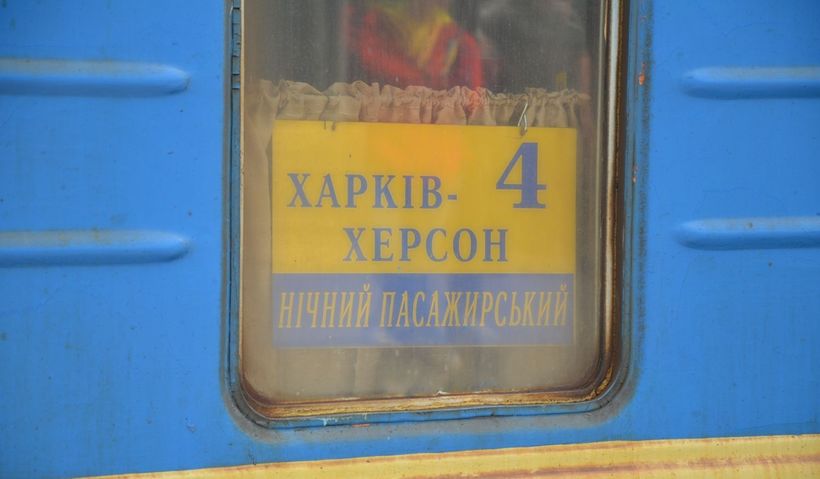 ХАРКІВ- 4
ХЕРСОН
НІЧНИЙ ПАСАЖИРСЬКИЙ